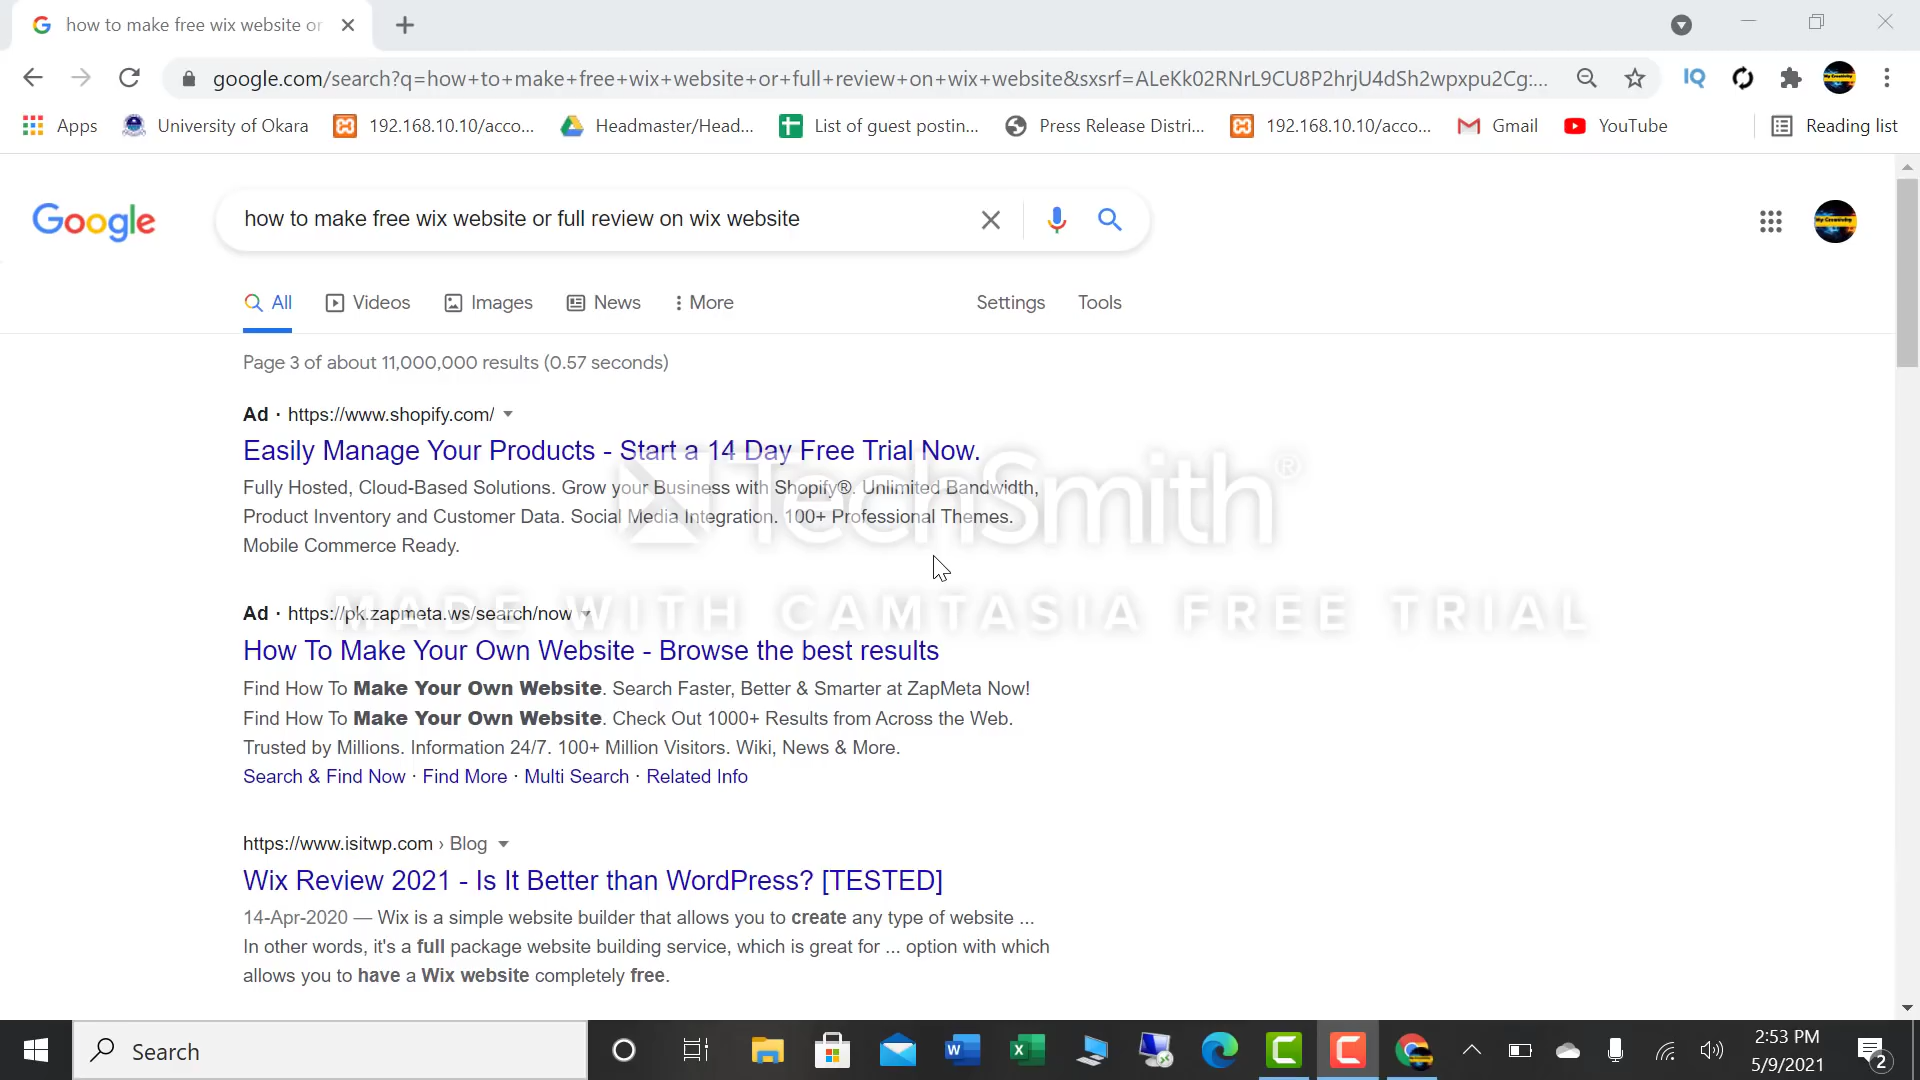 how to make free wix website or
google.com/search?q=how+to+make+free+wix+website+or+full+review+on+wix+website&sxsrf=ALeKk02RNrL9CU8P2hrjU4dSh2wpxpu2Cg:...
IQ
Apps
University of Okara
192.168.10.10/acco...
Headmaster/Head...
List of guest postin...
Press Release Distri...
192.168.10.10/acco...
Gmail
YouTube
Reading list
Google
how to make free wix website or full review on wix website
All
Videos
Images
News
More
Settings
Tools
Page 3 of about 11,000,000 results (0.57 seconds)
Ad · https://www.shopify.com/
Easily Manage Your Products - Start a 14 Day Free Trial Now.
Fully Hosted, Cloud-Based Solutions. Grow your Business with Shopify®. Unlimited Bandwidth,
Product Inventory and Customer Data. Social Media Integration. 100+ Professional Themes.
Mobile Commerce Ready.
TechSmith®
MADE WITH CAMTASIA FREE TRIAL
Ad · https://pk.zapmeta.ws/search/now
How To Make Your Own Website - Browse the best results
Find How To Make Your Own Website. Search Faster, Better & Smarter at ZapMeta Now!
Find How To Make Your Own Website. Check Out 1000+ Results from Across the Web.
Trusted by Millions. Information 24/7. 100+ Million Visitors. Wiki, News & More.
Search & Find Now · Find More · Multi Search · Related Info
https://www.isitwp.com › Blog
Wix Review 2021 - Is It Better than WordPress? [TESTED]
14-Apr-2020 — Wix is a simple website builder that allows you to create any type of website ...
In other words, it's a full package website building service, which is great for ... option with which
allows you to have a Wix website completely free.
Search
2:53 PM
5/9/2021
2